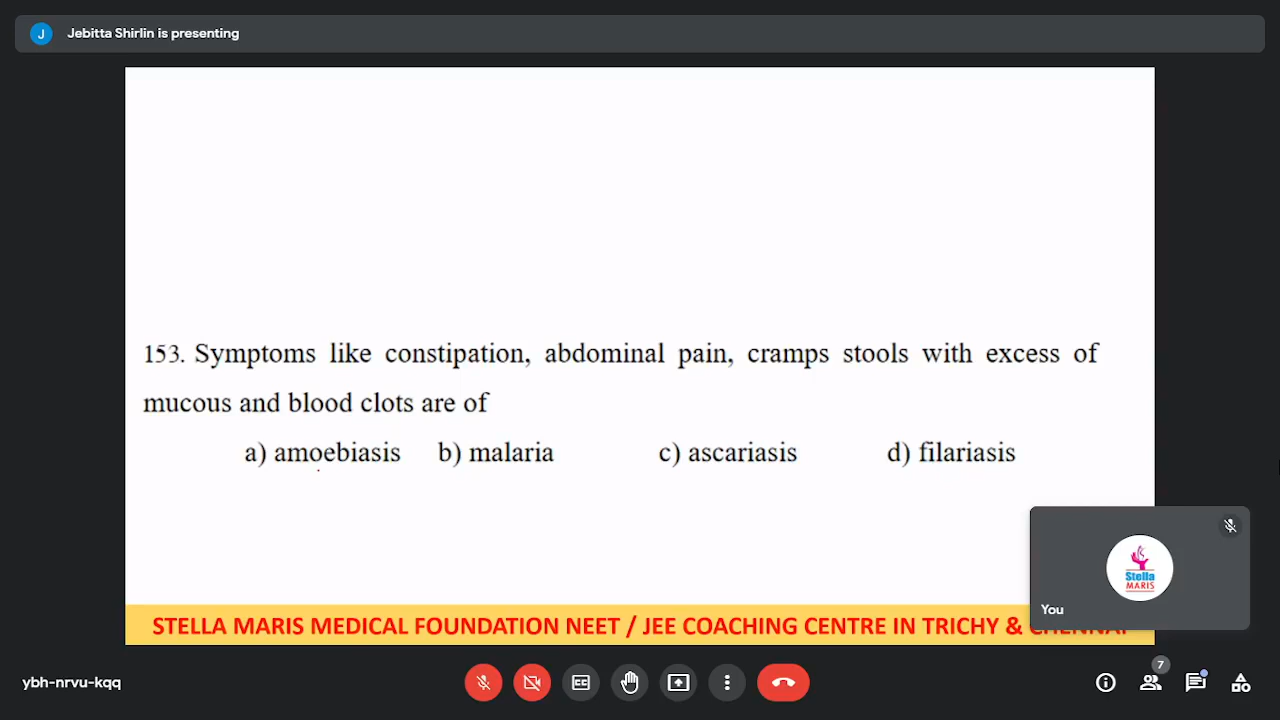 J Jebitta Shirlin is presenting
153. Symptoms like constipation, abdominal pain, cramps stools with excess of
mucous and blood clots are of
a) amoebiasis b) malaria c) ascariasis d) filariasis
Stella
MARIS
You
STELLA MARIS MEDICAL FOUNDATION NEET / JEE COACHING CENTRE IN TRICHY &
ybh-nrvu-kqq
CC
7